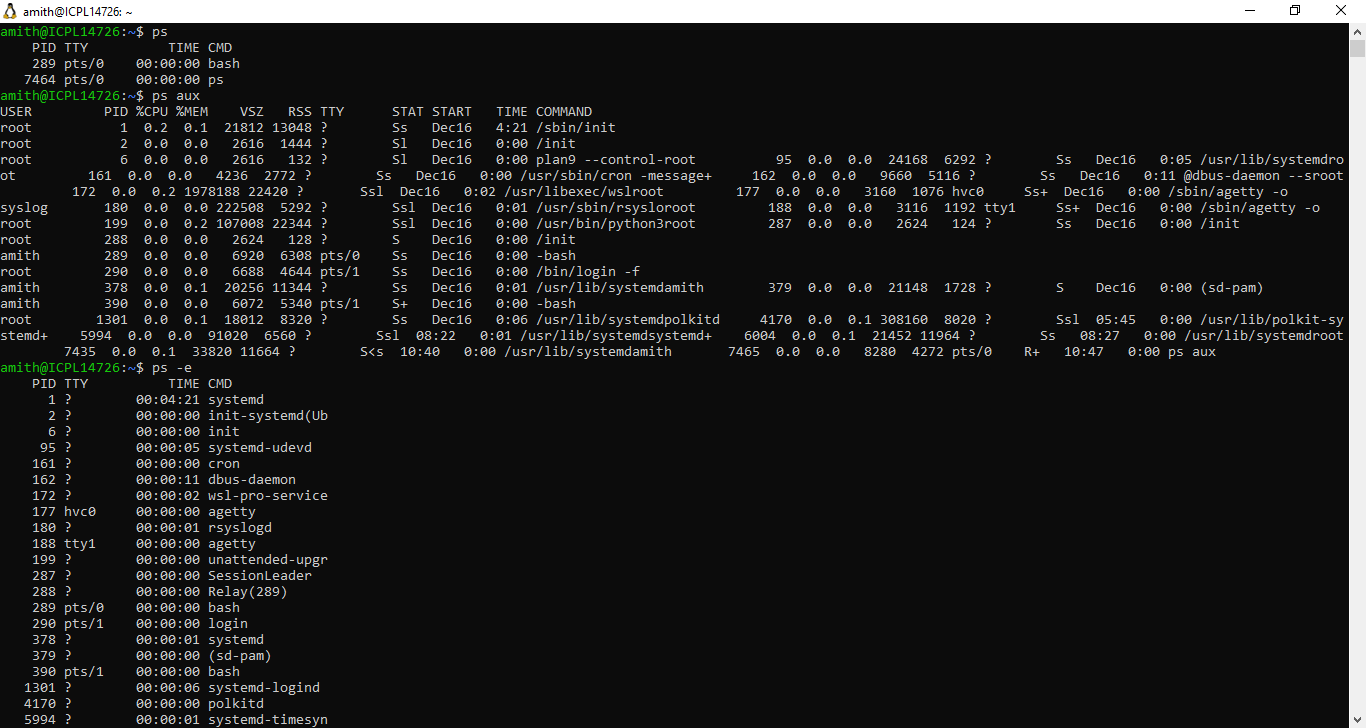 amith@ICPL14726: ~
amith@ICPL14726:~$ ps
    PID TTY          TIME CMD
    289 pts/0    00:00:00 bash
   7464 pts/0    00:00:00 ps
amith@ICPL14726:~$ ps aux
USER         PID %CPU %MEM    VSZ   RSS TTY      STAT START   TIME COMMAND
root           1  0.2  0.1  21812 13048 ?        Ss   Dec16   4:21 /sbin/init
root           2  0.0  0.0   2616  1444 ?        Sl   Dec16   0:00 /init
root           6  0.0  0.0   2616   132 ?        Sl   Dec16   0:00 plan9 --control-root          95  0.0  0.0  24168  6292 ?        Ss   Dec16   0:05 /usr/lib/systemdro
ot         161  0.0  0.0   4236  2772 ?        Ss   Dec16   0:00 /usr/sbin/cron -message+     162  0.0  0.0   9660  5116 ?        Ss   Dec16   0:11 @dbus-daemon --sroot
         172  0.0  0.2 1978188 22420 ?       Ssl  Dec16   0:02 /usr/libexec/wslroot         177  0.0  0.0   3160  1076 hvc0     Ss+  Dec16   0:00 /sbin/agetty -o
syslog       180  0.0  0.0 222508  5292 ?        Ssl  Dec16   0:01 /usr/sbin/rsysloroot         188  0.0  0.0   3116  1192 tty1     Ss+  Dec16   0:00 /sbin/agetty -o
root         199  0.0  0.2 107008 22344 ?        Ssl  Dec16   0:00 /usr/bin/python3root         287  0.0  0.0   2624   124 ?        Ss   Dec16   0:00 /init
root         288  0.0  0.0   2624   128 ?        S    Dec16   0:00 /init
amith        289  0.0  0.0   6920  6308 pts/0    Ss   Dec16   0:00 -bash
root         290  0.0  0.0   6688  4644 pts/1    Ss   Dec16   0:00 /bin/login -f
amith        378  0.0  0.1  20256 11344 ?        Ss   Dec16   0:01 /usr/lib/systemdamith        379  0.0  0.0  21148  1728 ?        S    Dec16   0:00 (sd-pam)
amith        390  0.0  0.0   6072  5340 pts/1    S+   Dec16   0:00 -bash
root        1301  0.0  0.1  18012  8320 ?        Ss   Dec16   0:06 /usr/lib/systemdpolkitd     4170  0.0  0.1 308160  8020 ?        Ssl  05:45   0:00 /usr/lib/polkit-sy
stemd+    5994  0.0  0.0  91020  6560 ?        Ssl  08:22   0:01 /usr/lib/systemdsystemd+    6004  0.0  0.1  21452 11964 ?        Ss   08:27   0:00 /usr/lib/systemdroot
        7435  0.0  0.1  33820 11664 ?        S<s  10:40   0:00 /usr/lib/systemdamith       7465  0.0  0.0   8280  4272 pts/0    R+   10:47   0:00 ps aux
amith@ICPL14726:~$ ps -e
    PID TTY          TIME CMD
      1 ?        00:04:21 systemd
      2 ?        00:00:00 init-systemd(Ub
      6 ?        00:00:00 init
     95 ?        00:00:05 systemd-udevd
    161 ?        00:00:00 cron
    162 ?        00:00:11 dbus-daemon
    172 ?        00:00:02 wsl-pro-service
    177 hvc0     00:00:00 agetty
    180 ?        00:00:01 rsyslogd
    188 tty1     00:00:00 agetty
    199 ?        00:00:00 unattended-upgr
    287 ?        00:00:00 SessionLeader
    288 ?        00:00:00 Relay(289)
    289 pts/0    00:00:00 bash
    290 pts/1    00:00:00 login
    378 ?        00:00:01 systemd
    379 ?        00:00:00 (sd-pam)
    390 pts/1    00:00:00 bash
   1301 ?        00:00:06 systemd-logind
   4170 ?        00:00:00 polkitd
   5994 ?        00:00:01 systemd-timesyn